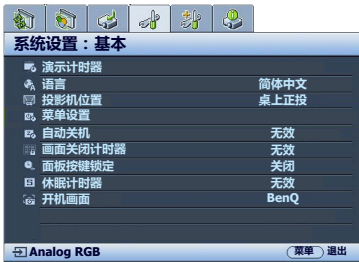 系统设置：基本
演示计时器
语言 简体中文
投影机位置 桌上正投
菜单设置
自动关机 无效
画面关闭计时器 无效
面板按键锁定 关闭
休眠计时器 无效
开机画面 BenQ
Analog RGB 菜单 退出